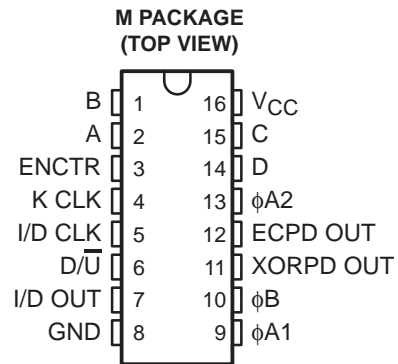 M PACKAGE
(TOP VIEW)
B 1 16 VCC
A 2 15 C
ENCTR 3 14 D
K CLK 4 13 ϕA2
I/D CLK 5 12 ECPD OUT
D/U̅ 6 11 XORPD OUT
I/D OUT 7 10 ϕB
GND 8 9 ϕA1